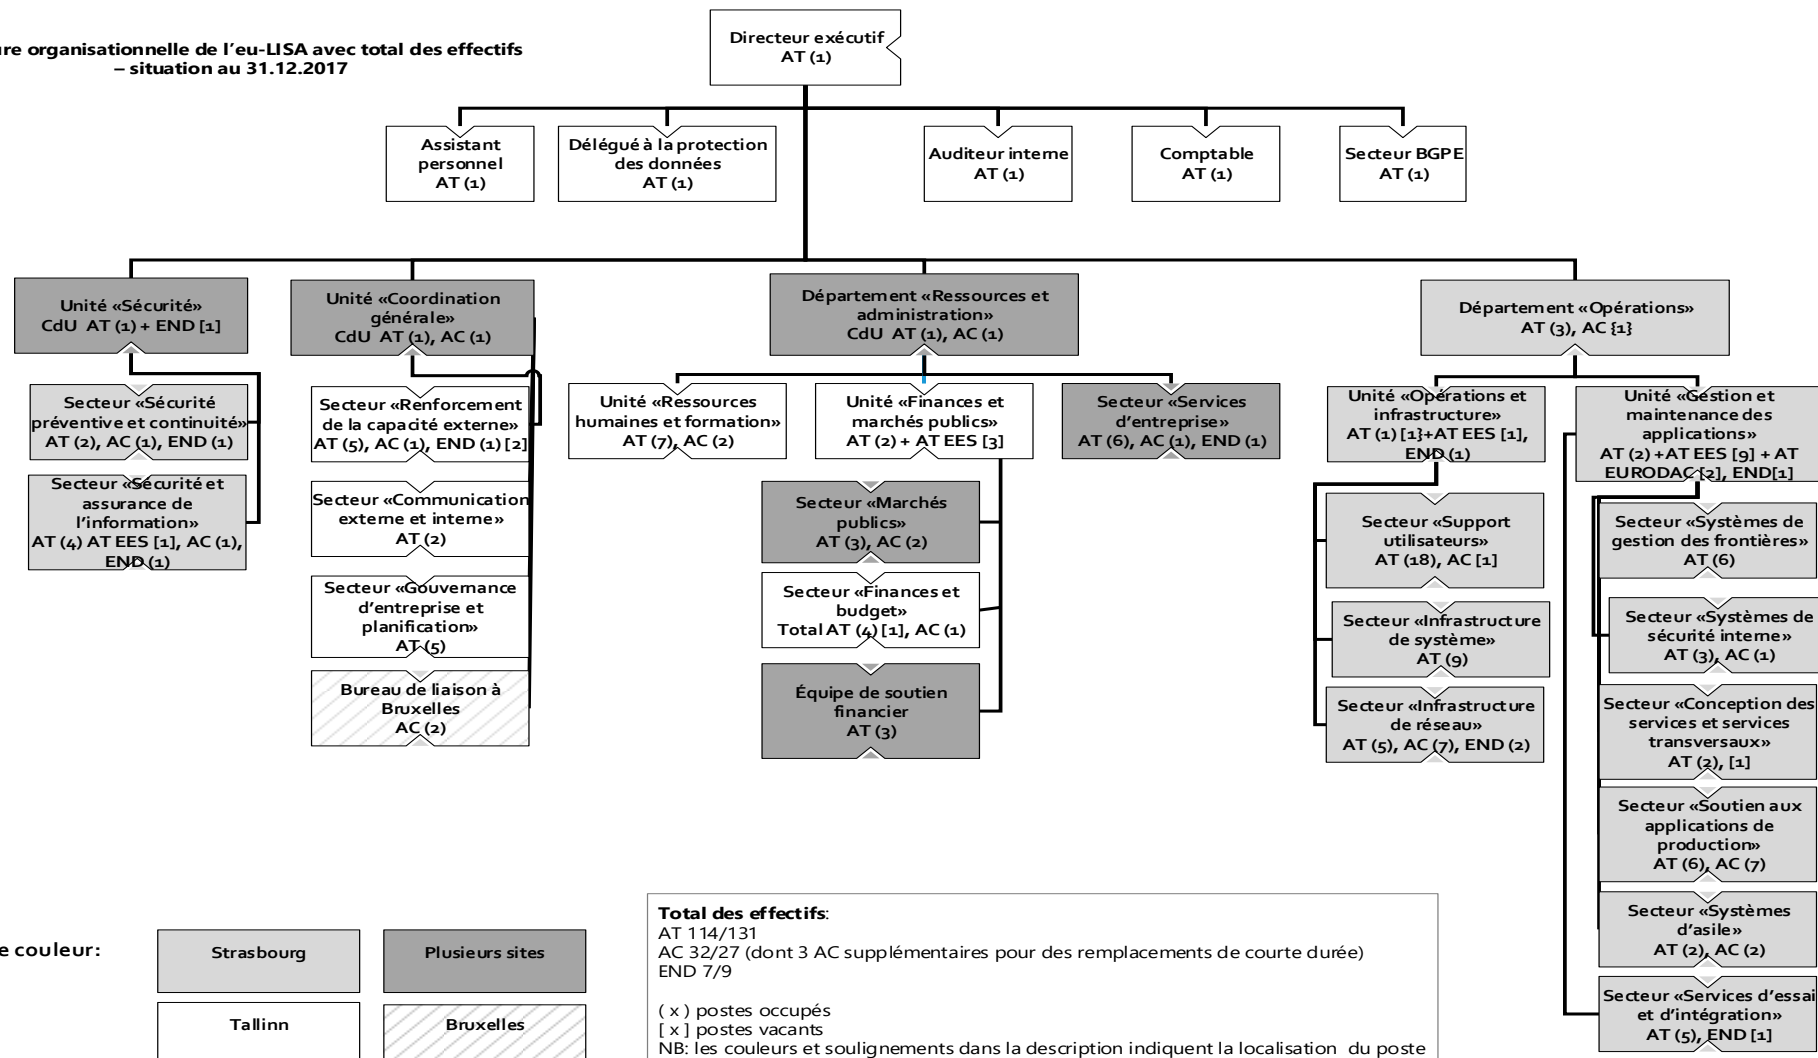 organisationnelle de l'eu-LISA avec total des effectifs
– situation au 31.12.2017
Directeur exécutif
AT (1)
Assistant
personnel
AT (1)
Délégué à la protection
des données
AT (1)
Auditeur interne
AT (1)
Comptable
AT (1)
Secteur BGPE
AT (1)
Unité «Sécurité»
CdU AT (1) + END [1]
Unité «Coordination
générale»
CdU AT (1), AC (1)
Département «Ressources et
administration»
CdU AT (1), AC (1)
Département «Opérations»
AT (3), AC {1}
Secteur «Sécurité
préventive et continuité»
AT (2), AC (1), END (1)
Secteur «Sécurité et
assurance de
l'information»
AT (4) AT EES [1], AC (1),
END (1)
Secteur «Renforcement
de la capacité externe»
AT (5), AC (1), END (1) [2]
Secteur «Communication
externe et interne»
AT (2)
Secteur «Gouvernance
d'entreprise et
planification»
AT (5)
Bureau de liaison à
Bruxelles
AC (2)
Unité «Ressources
humaines et formation»
AT (7), AC (2)
Unité «Finances et
marchés publics»
AT (2) + AT EES [3]
Secteur «Services
d'entreprise»
AT (6), AC (1), END (1)
Secteur «Marchés
publics»
AT (3), AC (2)
Secteur «Finances et
budget»
Total AT (4) [1], AC (1)
Équipe de soutien
financier
AT (3)
Unité «Opérations et
infrastructure»
AT (1) [1}+AT EES [1],
END (1)
Secteur «Support
utilisateurs»
AT (18), AC [1]
Secteur «Infrastructure
de système»
AT (9)
Secteur «Infrastructure
de réseau»
AT (5), AC (7), END (2)
Unité «Gestion et
maintenance des
applications»
AT (2) +AT EES [9] + AT
EURODAC [2], END[1]
Secteur «Systèmes de
gestion des frontières»
AT (6)
Secteur «Systèmes de
sécurité interne»
AT (3), AC (1)
Secteur «Conception des
services et services
transversaux»
AT (2), [1]
Secteur «Soutien aux
applications de
production»
AT (6), AC (7)
Secteur «Systèmes
d'asile»
AT (2), AC (2)
Secteur «Services d'essai
et d'intégration»
AT (5), END [1]
couleur:
Strasbourg
Plusieurs sites
Tallinn
Bruxelles
Total des effectifs:
AT 114/131
AC 32/27 (dont 3 AC supplémentaires pour des remplacements de courte durée)
END 7/9
( x ) postes occupés
[ x ] postes vacants
NB: les couleurs et soulignements dans la description indiquent la localisation du poste